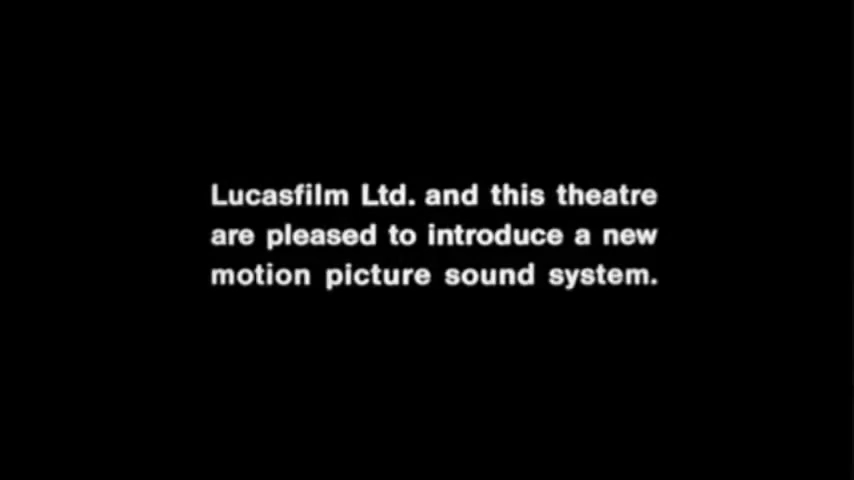 Lucasfilm Ltd. and this theatre
are pleased to introduce a new
motion picture sound system.